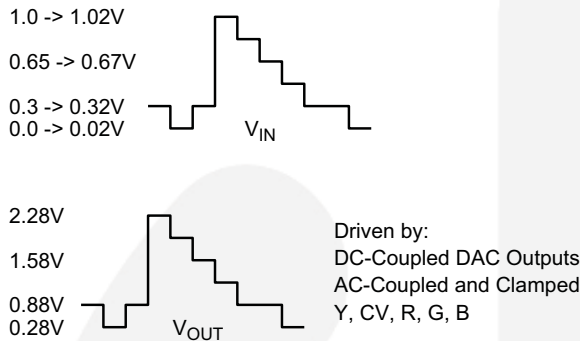 1.0 -> 1.02V
0.65 -> 0.67V
0.3 -> 0.32V
0.0 -> 0.02V
VIN
2.28V
1.58V
0.88V
0.28V
VOUT
Driven by:
DC-Coupled DAC Outputs
AC-Coupled and Clamped
Y, CV, R, G, B